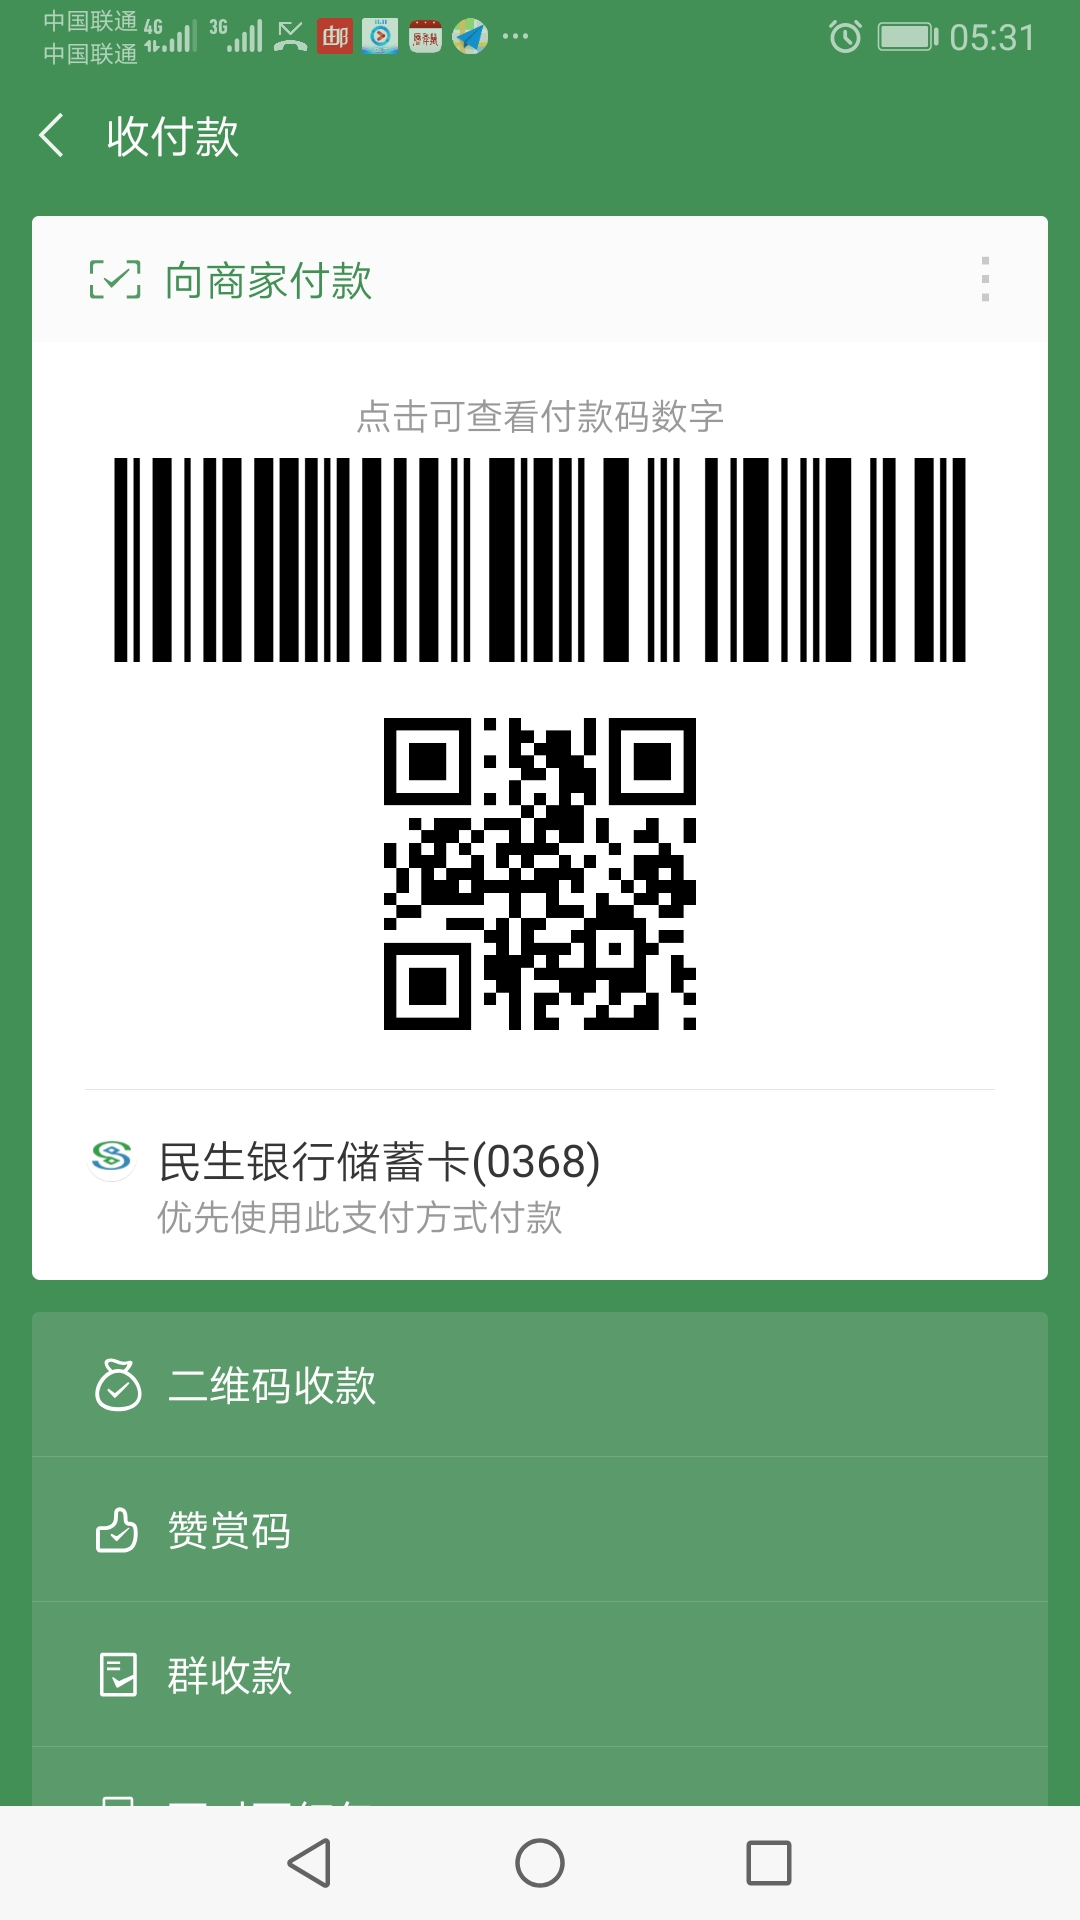 中国联通 4G 3G 05:31
中国联通
收付款
向商家付款
点击可查看付款码数字
民生银行储蓄卡(0368)
优先使用此支付方式付款
二维码收款
赞赏码
群收款